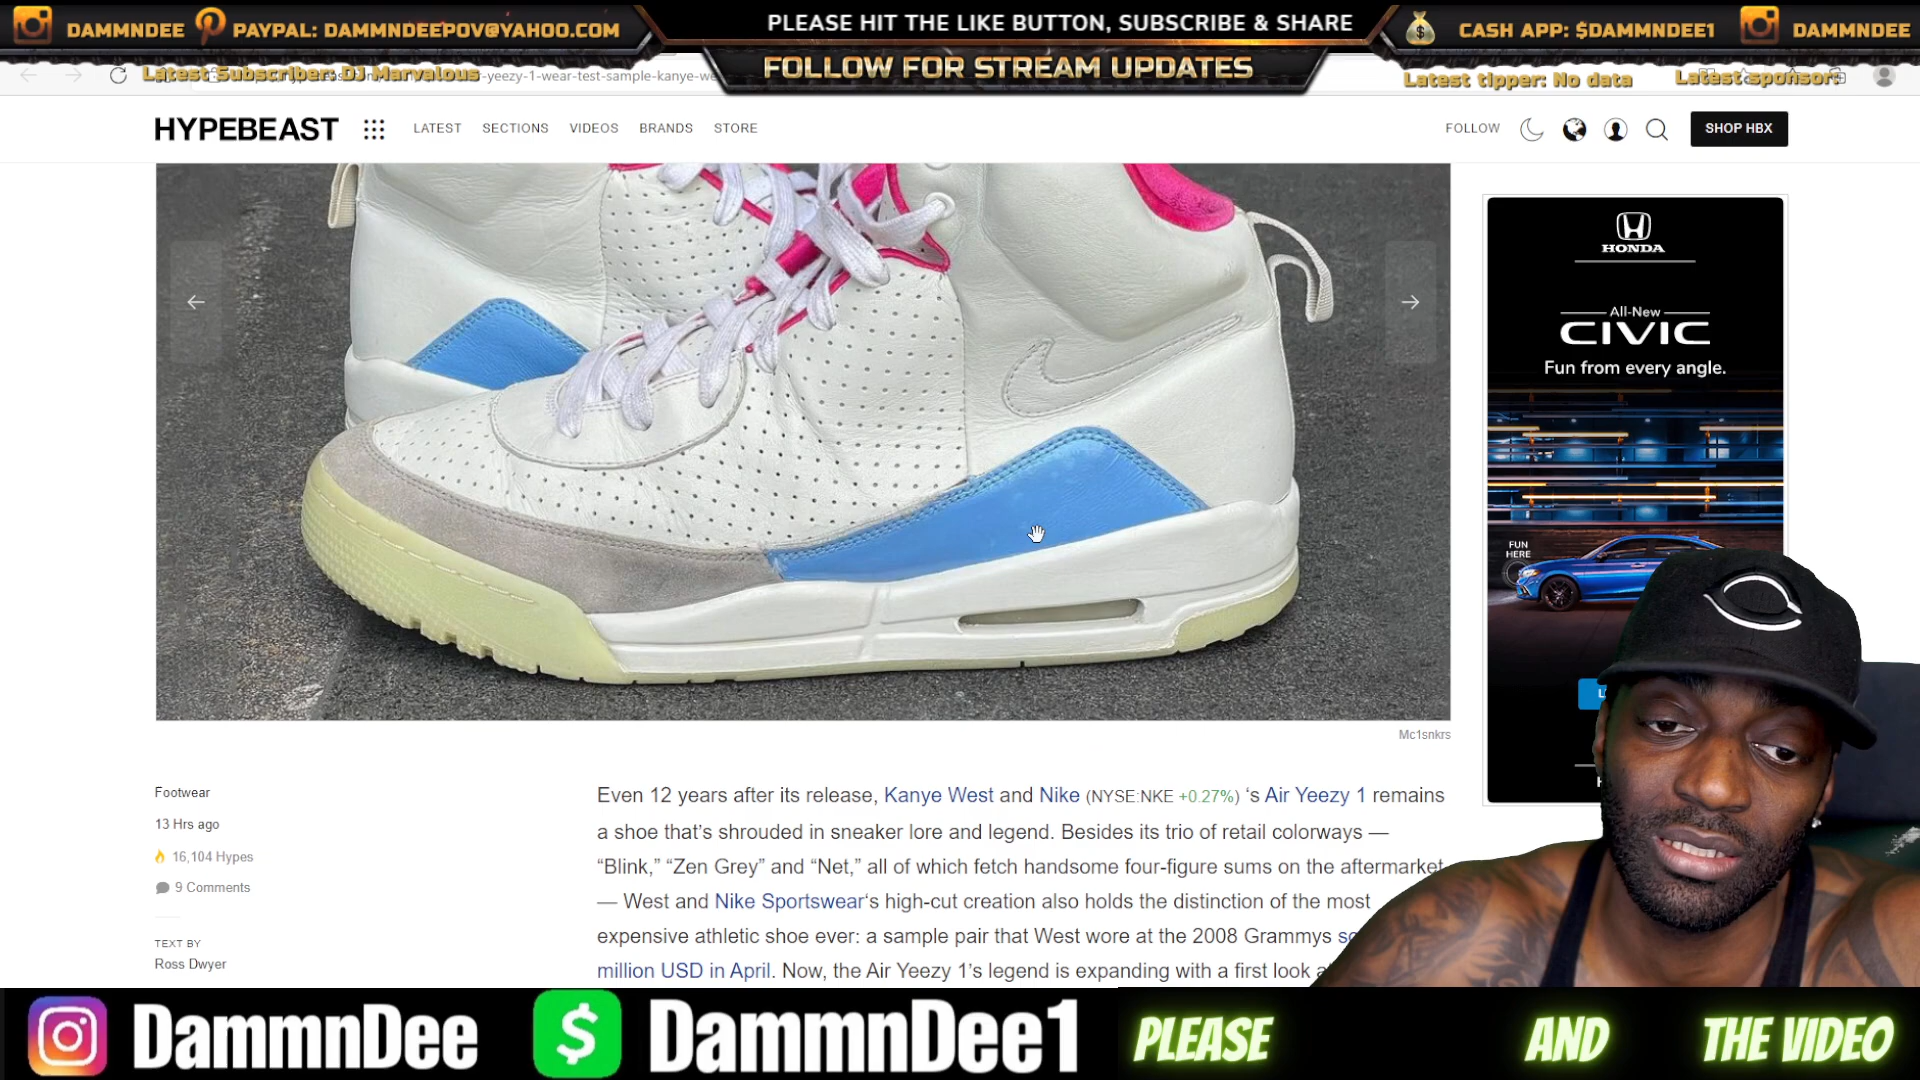 DAMMNDEE
PAYPAL: DAMMNDEEPOV@YAHOO.COM
PLEASE HIT THE LIKE BUTTON, SUBSCRIBE & SHARE
CASH APP: $DAMMNDEE1
DAMMNDEE
FOLLOW FOR STREAM UPDATES
Latest Subscriber: DJ Marvalous
-yeezy-1-wear-test-sample-kanye-we
Latest tipper: No data
Latest sponsor:
HYPEBEAST
LATEST
SECTIONS
VIDEOS
BRANDS
STORE
FOLLOW
SHOP HBX
HONDA
All-New
CIVIC
Fun from every angle.
FUN
HERE
Mc1snkrs
Footwear
13 Hrs ago
16,104 Hypes
9 Comments
TEXT BY
Ross Dwyer
Even 12 years after its release, Kanye West and Nike (NYSE:NKE +0.27%) ‘s Air Yeezy 1 remains
a shoe that’s shrouded in sneaker lore and legend. Besides its trio of retail colorways —
“Blink,” “Zen Grey” and “Net,” all of which fetch handsome four-figure sums on the aftermarket
— West and Nike Sportswear‘s high-cut creation also holds the distinction of the most
expensive athletic shoe ever: a sample pair that West wore at the 2008 Grammys
million USD in April. Now, the Air Yeezy 1’s legend is expanding with a first look
DammnDee
$
DammnDee1
PLEASE
AND
THE VIDEO